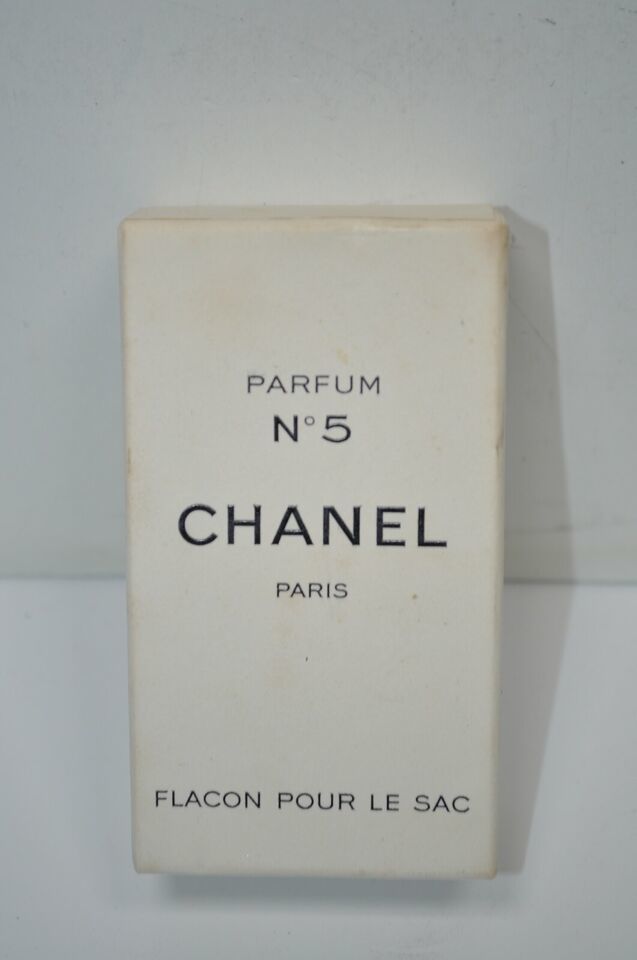 PARFUM
N°5
CHANEL
PARIS
FLACON POUR LE SAC